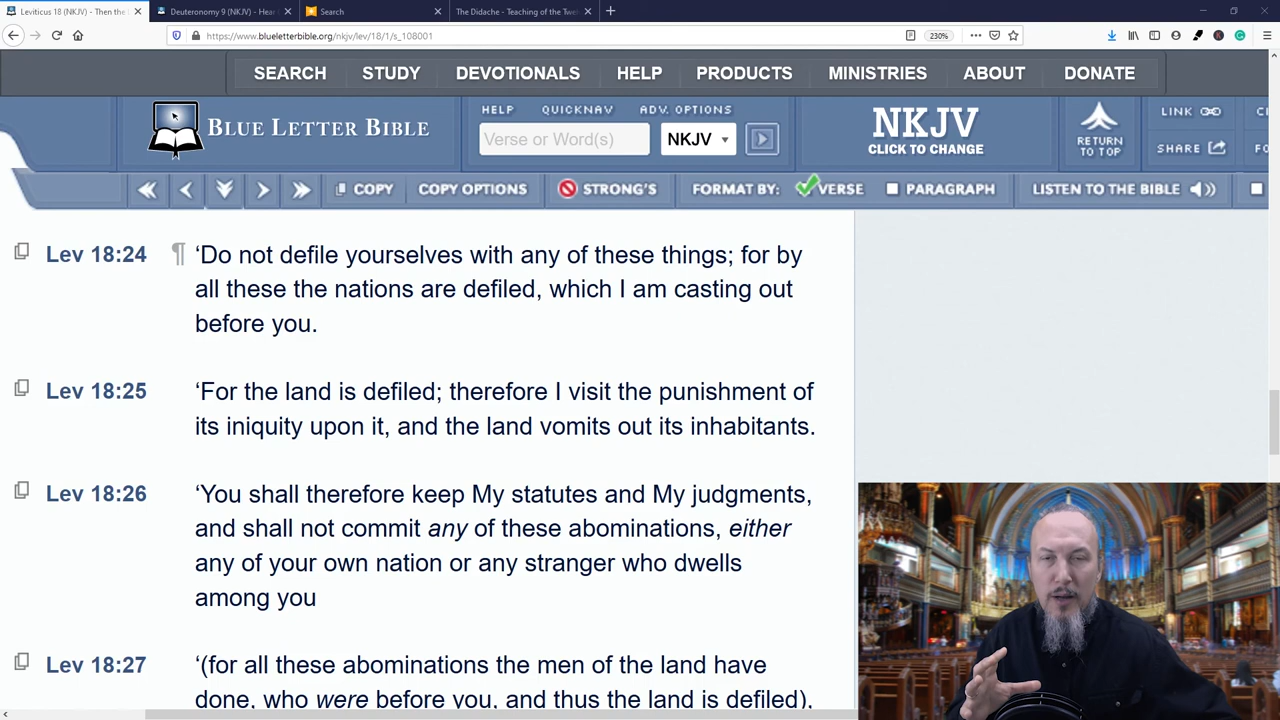 Leviticus 18 (NKJV) - Then the L
Deuteronomy 9 (NKJV) - Hear
Search
The Didache - Teaching of the Twel
https://www.blueletterbible.org/nkjv/lev/18/1/s_108001
230%
SEARCH STUDY DEVOTIONALS HELP PRODUCTS MINISTRIES ABOUT DONATE
HELP QUICKNAV ADV. OPTIONS
BLUE LETTER BIBLE
Verse or Word(s)
NKJV
NKJV
CLICK TO CHANGE
RETURN
TO TOP
LINK
SHARE
COPY COPY OPTIONS STRONG'S FORMAT BY: VERSE PARAGRAPH LISTEN TO THE BIBLE
Lev 18:24 ¶ ‘Do not defile yourselves with any of these things; for by
all these the nations are defiled, which I am casting out
before you.
Lev 18:25 ‘For the land is defiled; therefore I visit the punishment of
its iniquity upon it, and the land vomits out its inhabitants.
Lev 18:26 ‘You shall therefore keep My statutes and My judgments,
and shall not commit any of these abominations, either
any of your own nation or any stranger who dwells
among you
Lev 18:27 ‘(for all these abominations the men of the land have
done, who were before you, and thus the land is defiled),